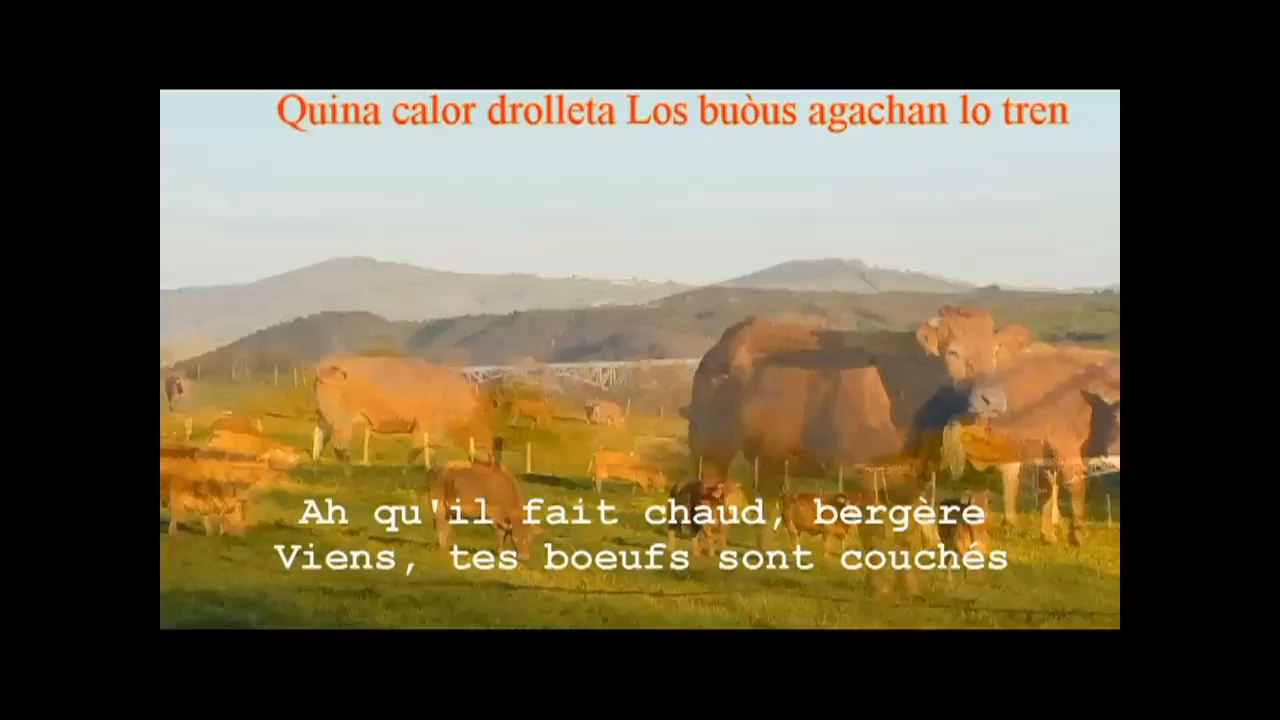 Quina calor drolleta Los buòus agachan lo tren
Ah qu'il fait chaud, bergère
Viens, tes boeufs sont couchés